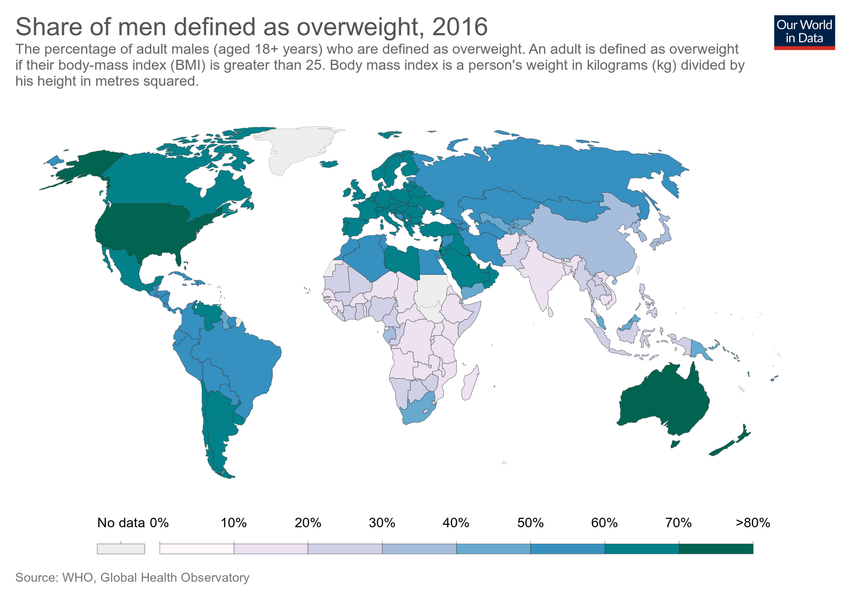 Share of men defined as overweight, 2016
Our World
in Data
The percentage of adult males (aged 18+ years) who are defined as overweight. An adult is defined as overweight
if their body-mass index (BMI) is greater than 25. Body mass index is a person's weight in kilograms (kg) divided by
his height in metres squared.
No data 0% 10% 20% 30% 40% 50% 60% 70% >80%
Source: WHO, Global Health Observatory